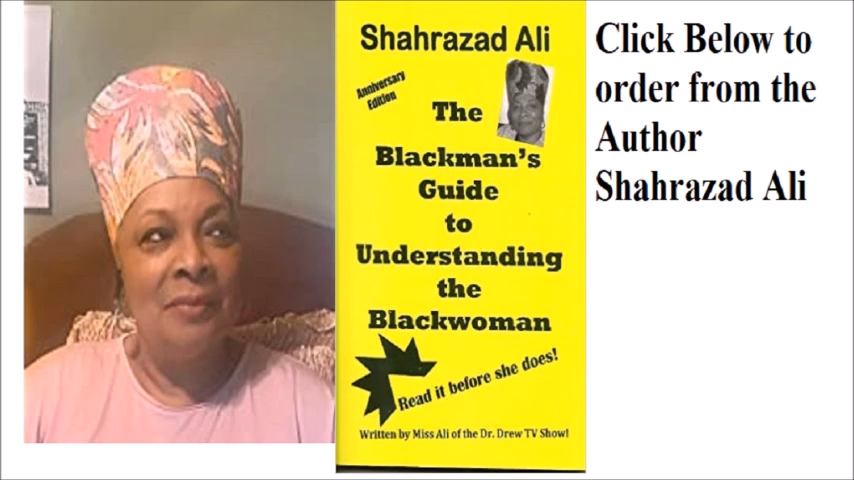 Shahrazad Ali
Anniversary
Edition
The
Blackman's
Guide
to
Understanding
the
Blackwoman
Read it before she does!
Written by Miss Ali of the Dr. Drew TV Show!
Click Below to
order from the
Author
Shahrazad Ali